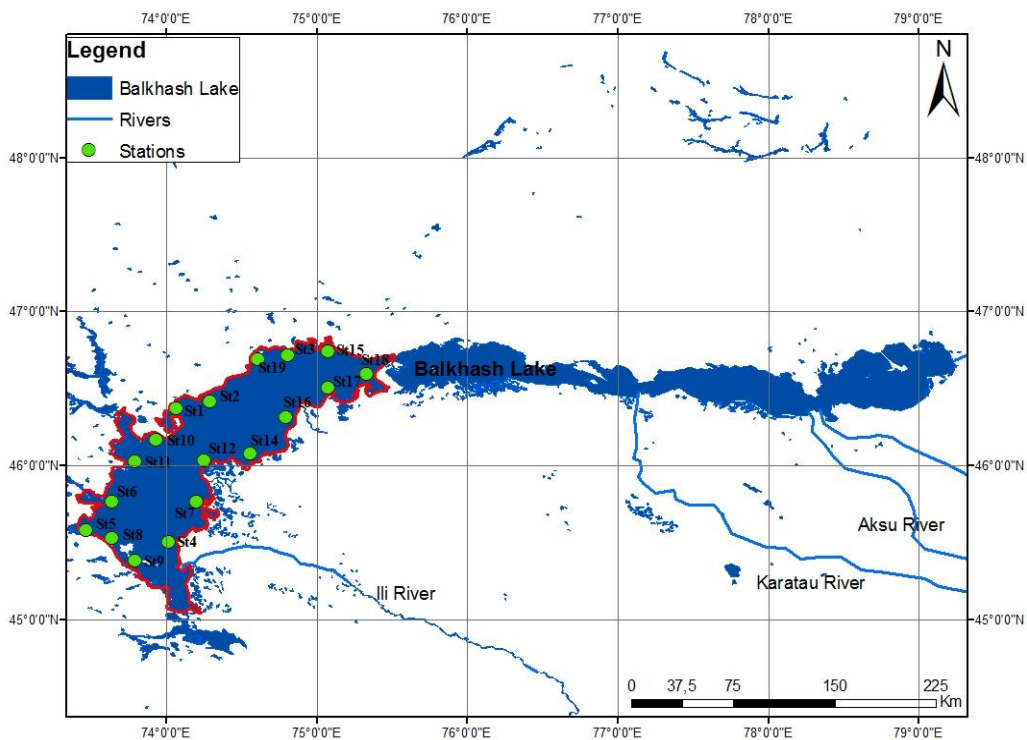 74°0'0"E 75°0'0"E 76°0'0"E 77°0'0"E 78°0'0"E 79°0'0"E
Legend
Balkhash Lake
Rivers
Stations
N
48°0'0"N 48°0'0"N
47°0'0"N 47°0'0"N
St3 St15
St19 St18
Balkhash Lake
St17
St2
St1 St16
St10 St12 St14
St11
46°0'0"N 46°0'0"N
St6
St7
St5
St8 St4
Aksu River
St9
Karatau River
Ili River
45°0'0"N 45°0'0"N
0 37,5 75 150 225
Km
74°0'0"E 75°0'0"E 76°0'0"E 77°0'0"E 78°0'0"E 79°0'0"E